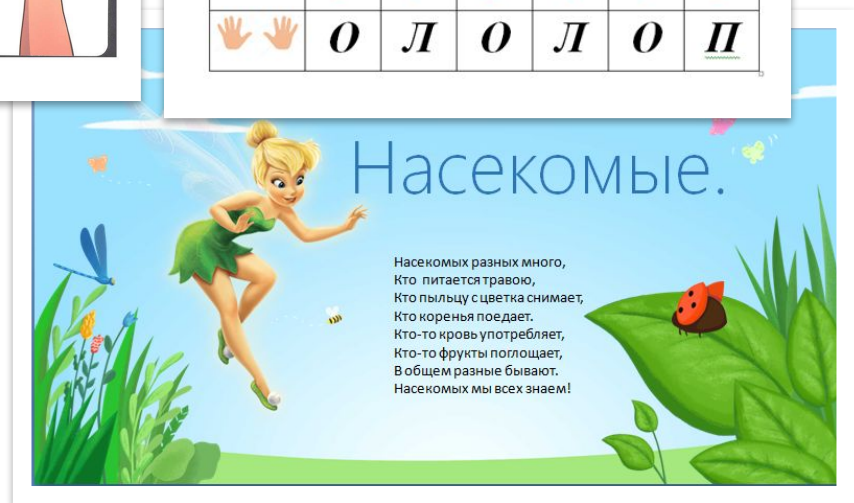 О Л О Л О П
Насекомые.
Насекомых разных много,
Кто питается травою,
Кто пыльцу с цветка снимает,
Кто коренья поедает.
Кто-то кровь употребляет,
Кто-то фрукты поглощает,
В общем разные бывают.
Насекомых мы всех знаем!